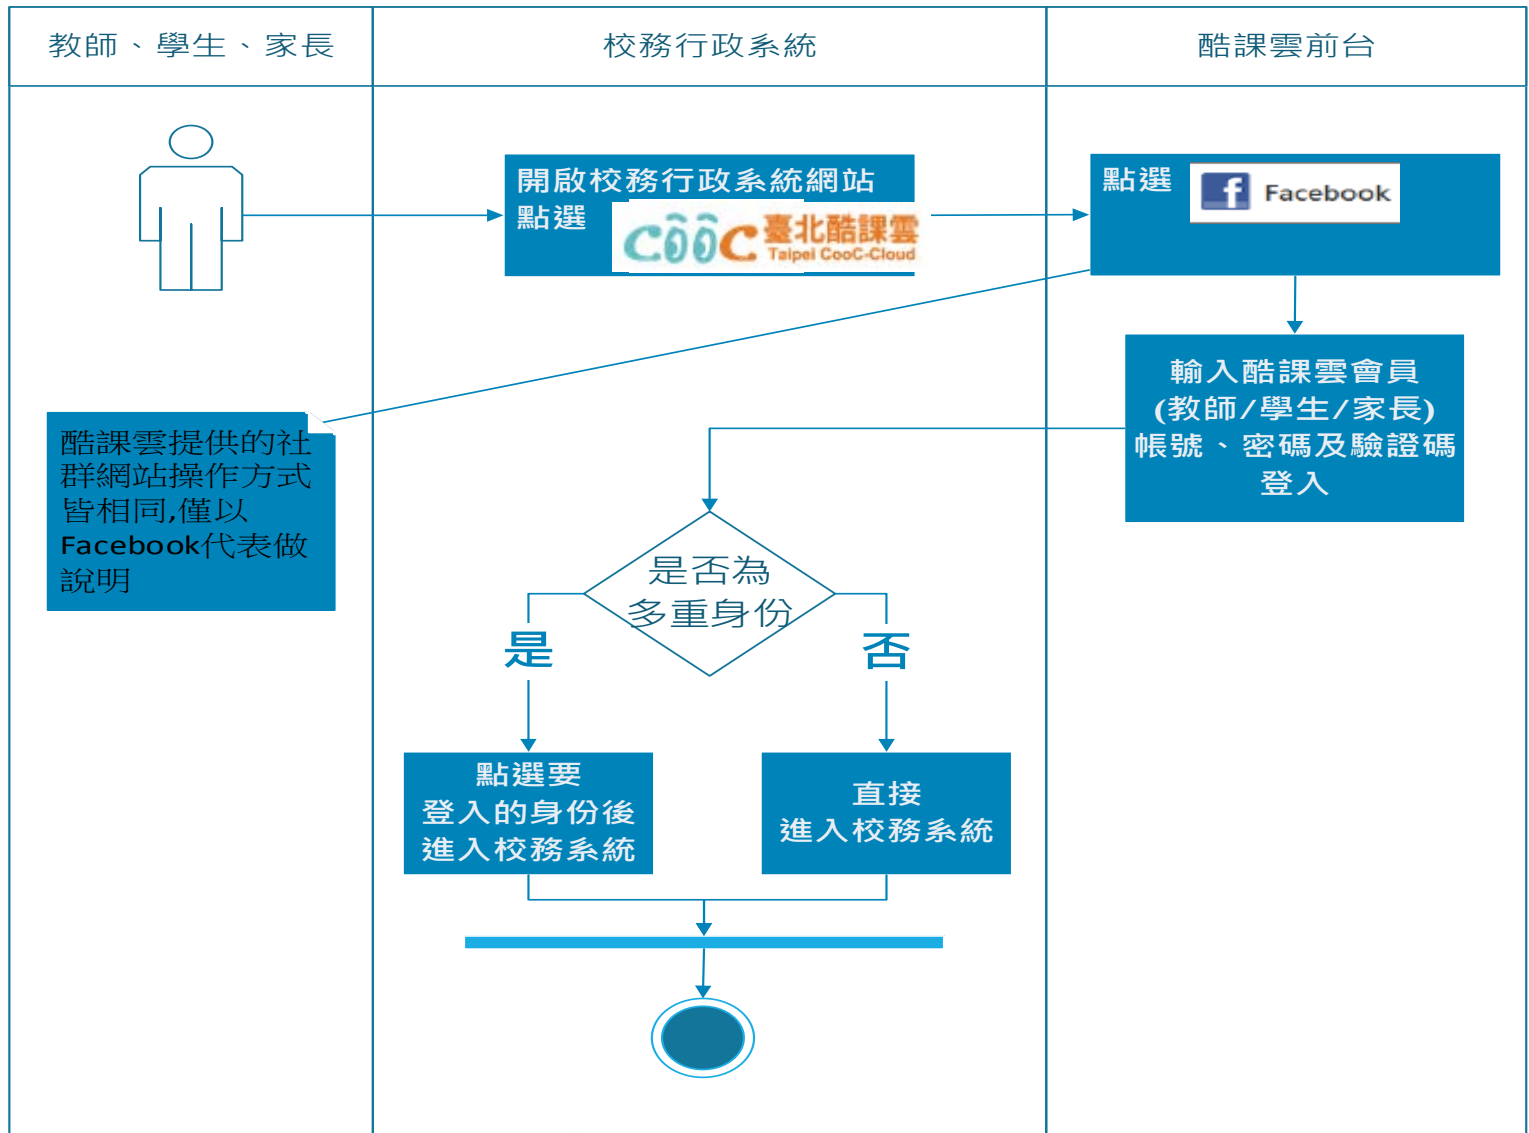 教師、學生、家長
校務行政系統
酷課雲前台
開啟校務行政系統網站
點選
COOC 臺北酷課雲
Taipei CooC-Cloud
點選
f Facebook
輸入酷課雲會員
(教師/學生/家長)
帳號、密碼及驗證碼
登入
酷課雲提供的社
群網站操作方式
皆相同,僅以
Facebook代表做
說明
是否為
多重身份
是
否
點選要
登入的身份後
進入校務系統
直接
進入校務系統